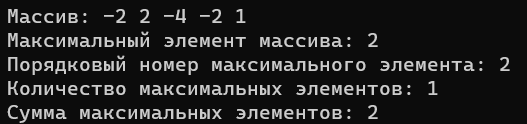 Массив: -2 2 -4 -2 1
Максимальный элемент массива: 2
Порядковый номер максимального элемента: 2
Количество максимальных элементов: 1
Сумма максимальных элементов: 2